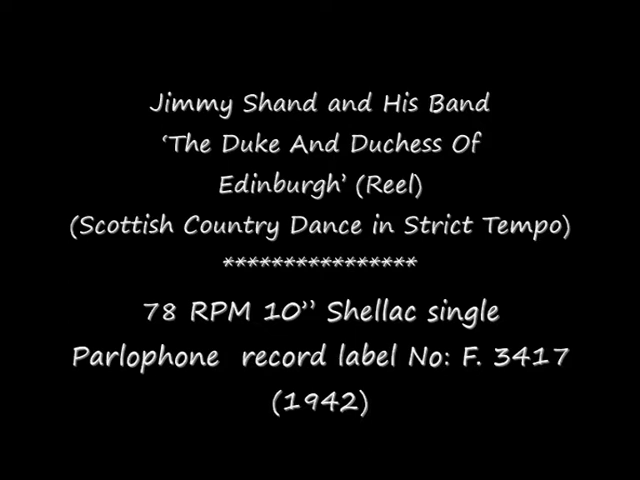 Jimmy Shand and His Band
‘The Duke And Duchess Of
Edinburgh’ (Reel)
(Scottish Country Dance in Strict Tempo)
****************
78 RPM 10” Shellac single
Parlophone  record label No: F. 3417
(1942)